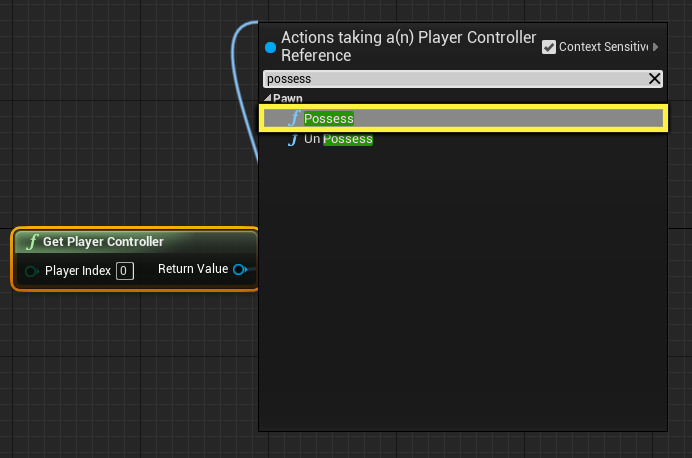 Actions taking a(n) Player Controller
Reference
Context Sensitive
possess
Pawn
f Possess
f Un Possess
f Get Player Controller
Player Index 0 Return Value